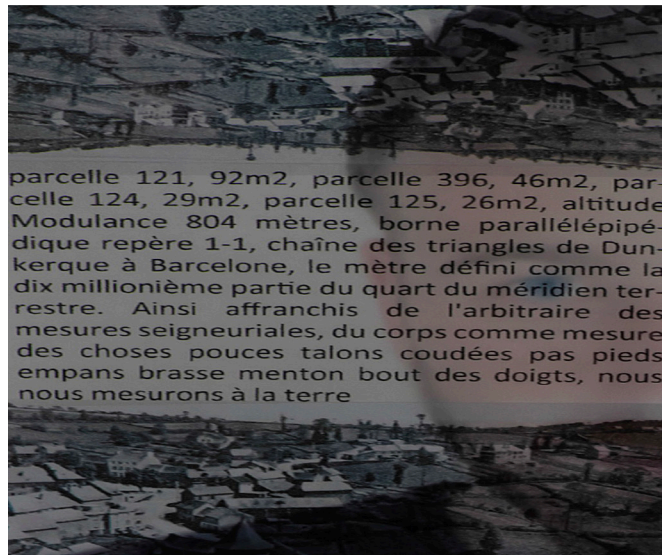 parcelle 121, 92m2, parcelle 396, 46m2, par-
celle 124, 29m2, parcelle 125, 26m2, altitude
Modulance 804 mètres, borne parallélépipé-
dique repère 1-1, chaîne des triangles de Dun-
kerque à Barcelone, le mètre défini comme la
dix millionième partie du quart du méridien ter-
restre. Ainsi affranchis de l'arbitraire des
mesures seigneuriales, du corps comme mesure
des choses pouces talons coudées pas pieds
empans brasse menton bout des doigts, nous
nous mesurons à la terre